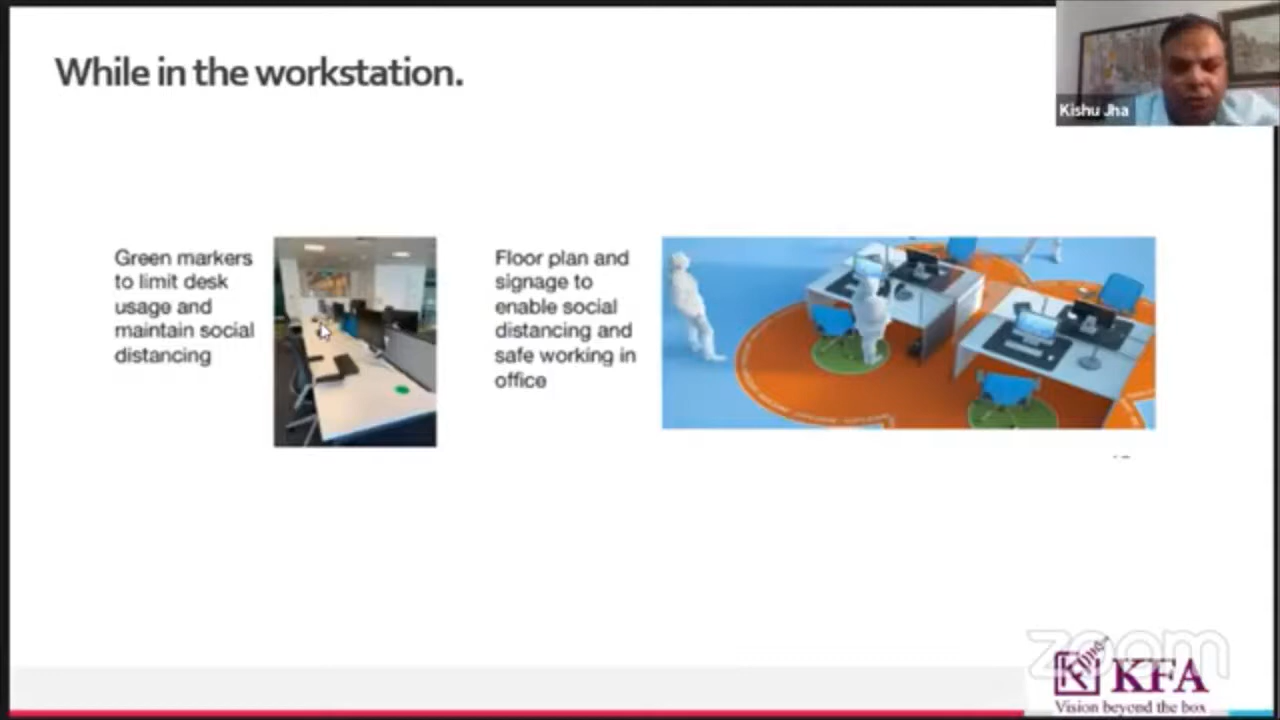 While in the workstation.
Kishu Jha
Green markers
to limit desk
usage and
maintain social
distancing
Floor plan and
signage to
enable social
distancing and
safe working in
office
zoom
KFA
Vision beyond the box